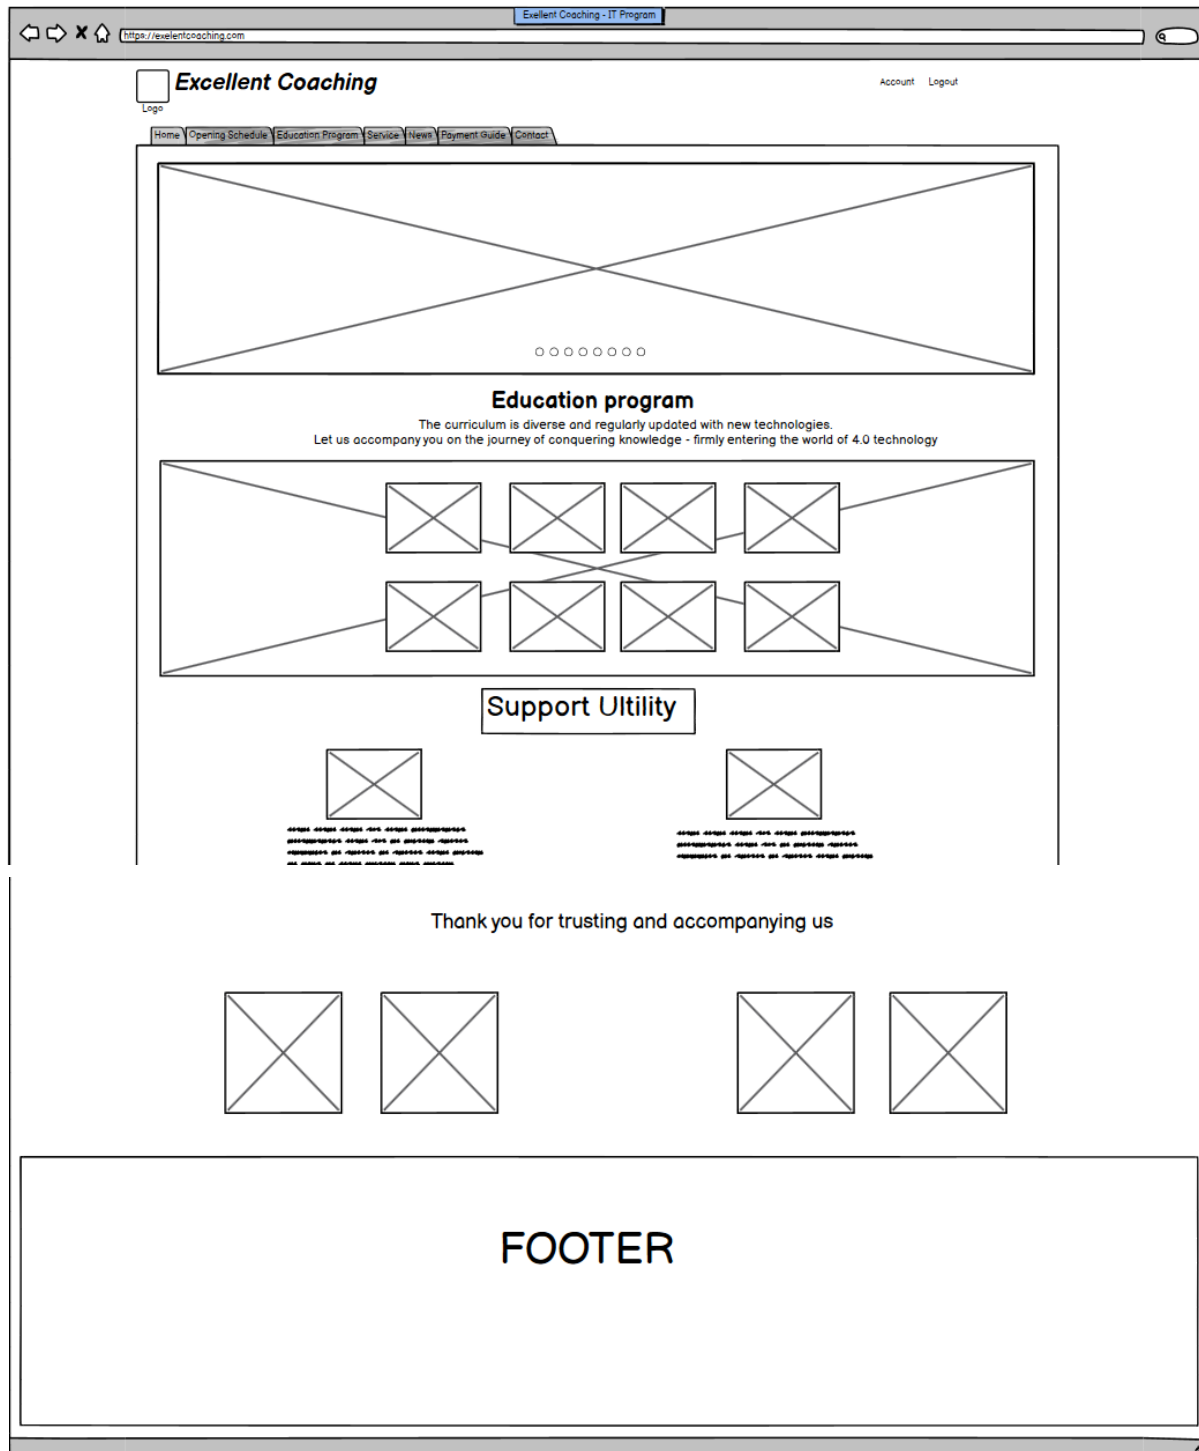 Exellent Coaching - IT Program
https://exelentcoaching.com
Excellent Coaching
Account Logout
Logo
Home Opening Schedule Education Program Service News Payment Guide Contact
Education program
The curriculum is diverse and regularly updated with new technologies.
Let us accompany you on the journey of conquering knowledge - firmly entering the world of 4.0 technology
Support Ultility
Thank you for trusting and accompanying us
FOOTER